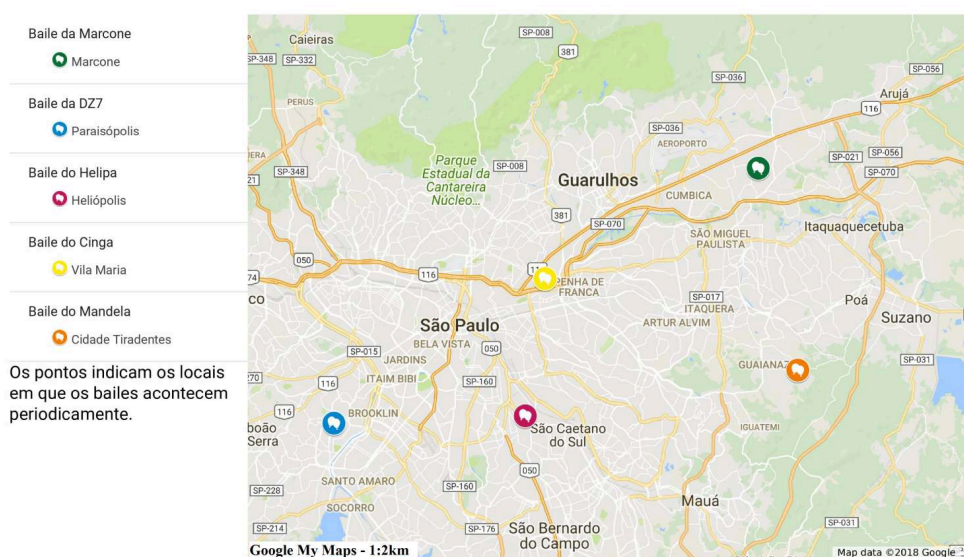 Baile da Marcone
Marcone
Baile da DZ7
Paraisópolis
Baile do Helipa
Heliópolis
Baile do Cinga
Vila Maria
Baile do Mandela
Cidade Tiradentes
Os pontos indicam os locais
em que os bailes acontecem
periodicamente.
SP-008
Caieiras
381
SP-348
SP-332
SP-036
SP-056
Arujá
116
PERUS
SP-036
AEROPORTO
Parque
Estadual da
Cantareira
Núcleo...
SP-008
SP-021
SP-056
SP-070
21
SP-348
Guarulhos
CUMBICA
381
SP-070
SÃO MIGUEL
PAULISTA
Itaquaquecetuba
050
116
74
PENHA DE
FRANCA
SP-017
ITAQUERA
Poá
Suzano
São Paulo
ARTUR ALVIM
BELA VISTA
050
SP-015
JARDINS
SP-031
GUAIANAZ
270
116
ITAIM BIBI
SP-160
116
BROOKLIN
boão
Serra
São Caetano
do Sul
IGUATEMI
050
SANTO AMARO
SP-228
SP-160
Mauá
SOCORRO
SP-214
SP-176
São Bernardo
do Campo
SP-031
Google My Maps - 1:2km
Map data ©2018 Google